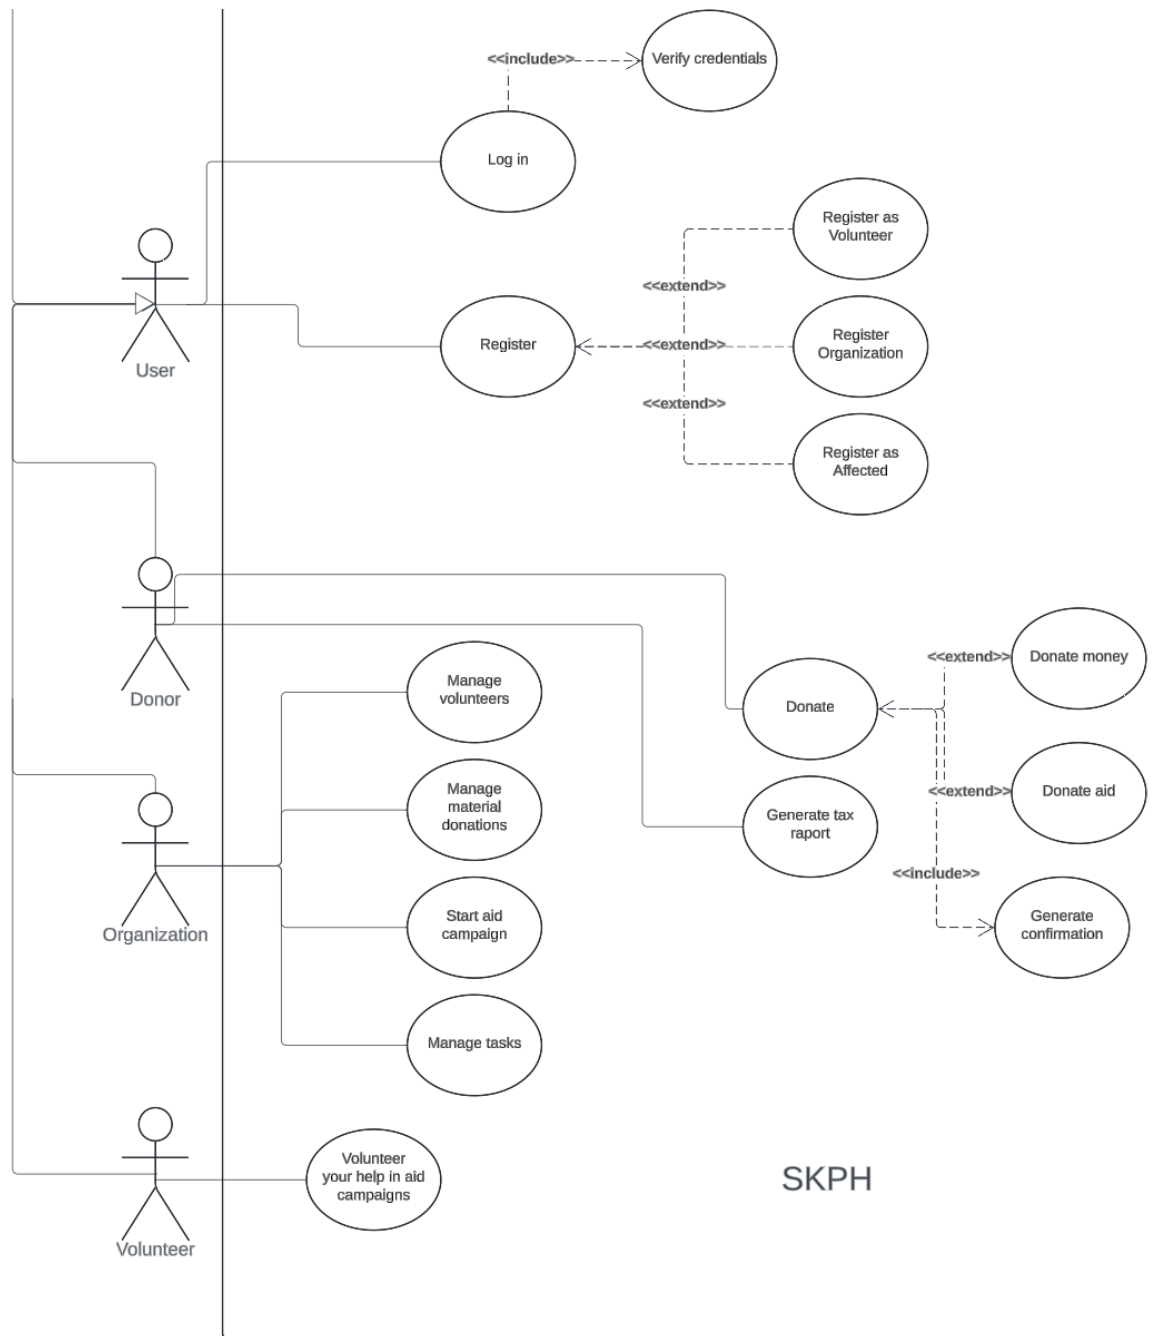 <<include>>
Verify credentials
Log in
Register as
Volunteer
<<extend>>
Register
<<extend>>
Register
Organization
<<extend>>
Register as
Affected
User
Donor
Manage
volunteers
Donate
<<extend>>
Donate money
Manage
material
donations
Generate tax
raport
<<extend>>
Donate aid
<<include>>
Start aid
campaign
Generate
confirmation
Organization
Manage tasks
Volunteer
your help in aid
campaigns
SKPH
Volunteer